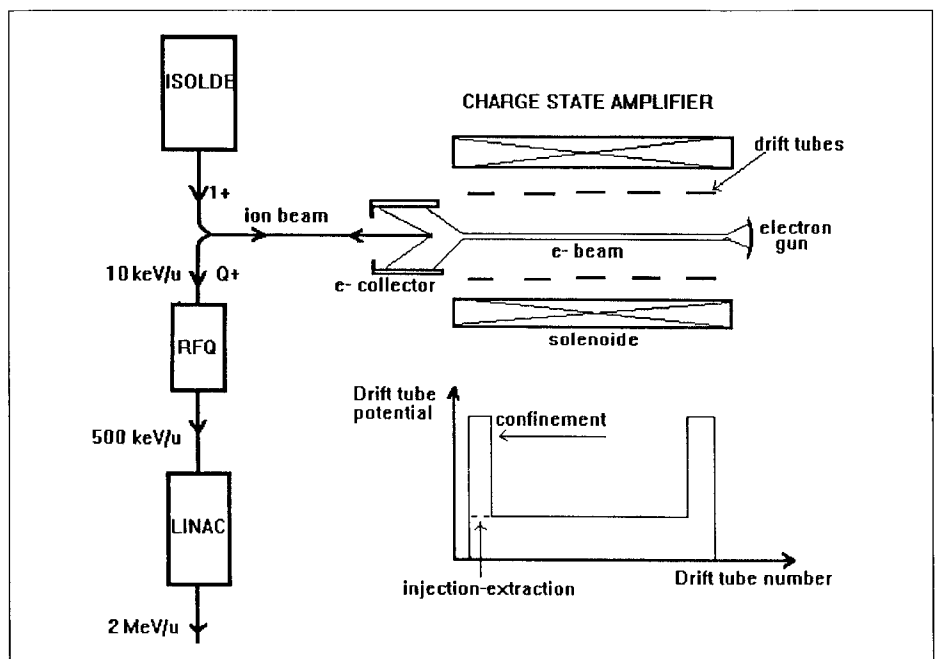 ISOLDE
CHARGE STATE AMPLIFIER
drift tubes
1+
ion beam
electron
gun
e- beam
10 keV/u
Q+
e- collector
RFQ
solenoide
Drift tube
potential
confinement
500 keV/u
LINAC
injection-extraction
Drift tube number
2 MeV/u